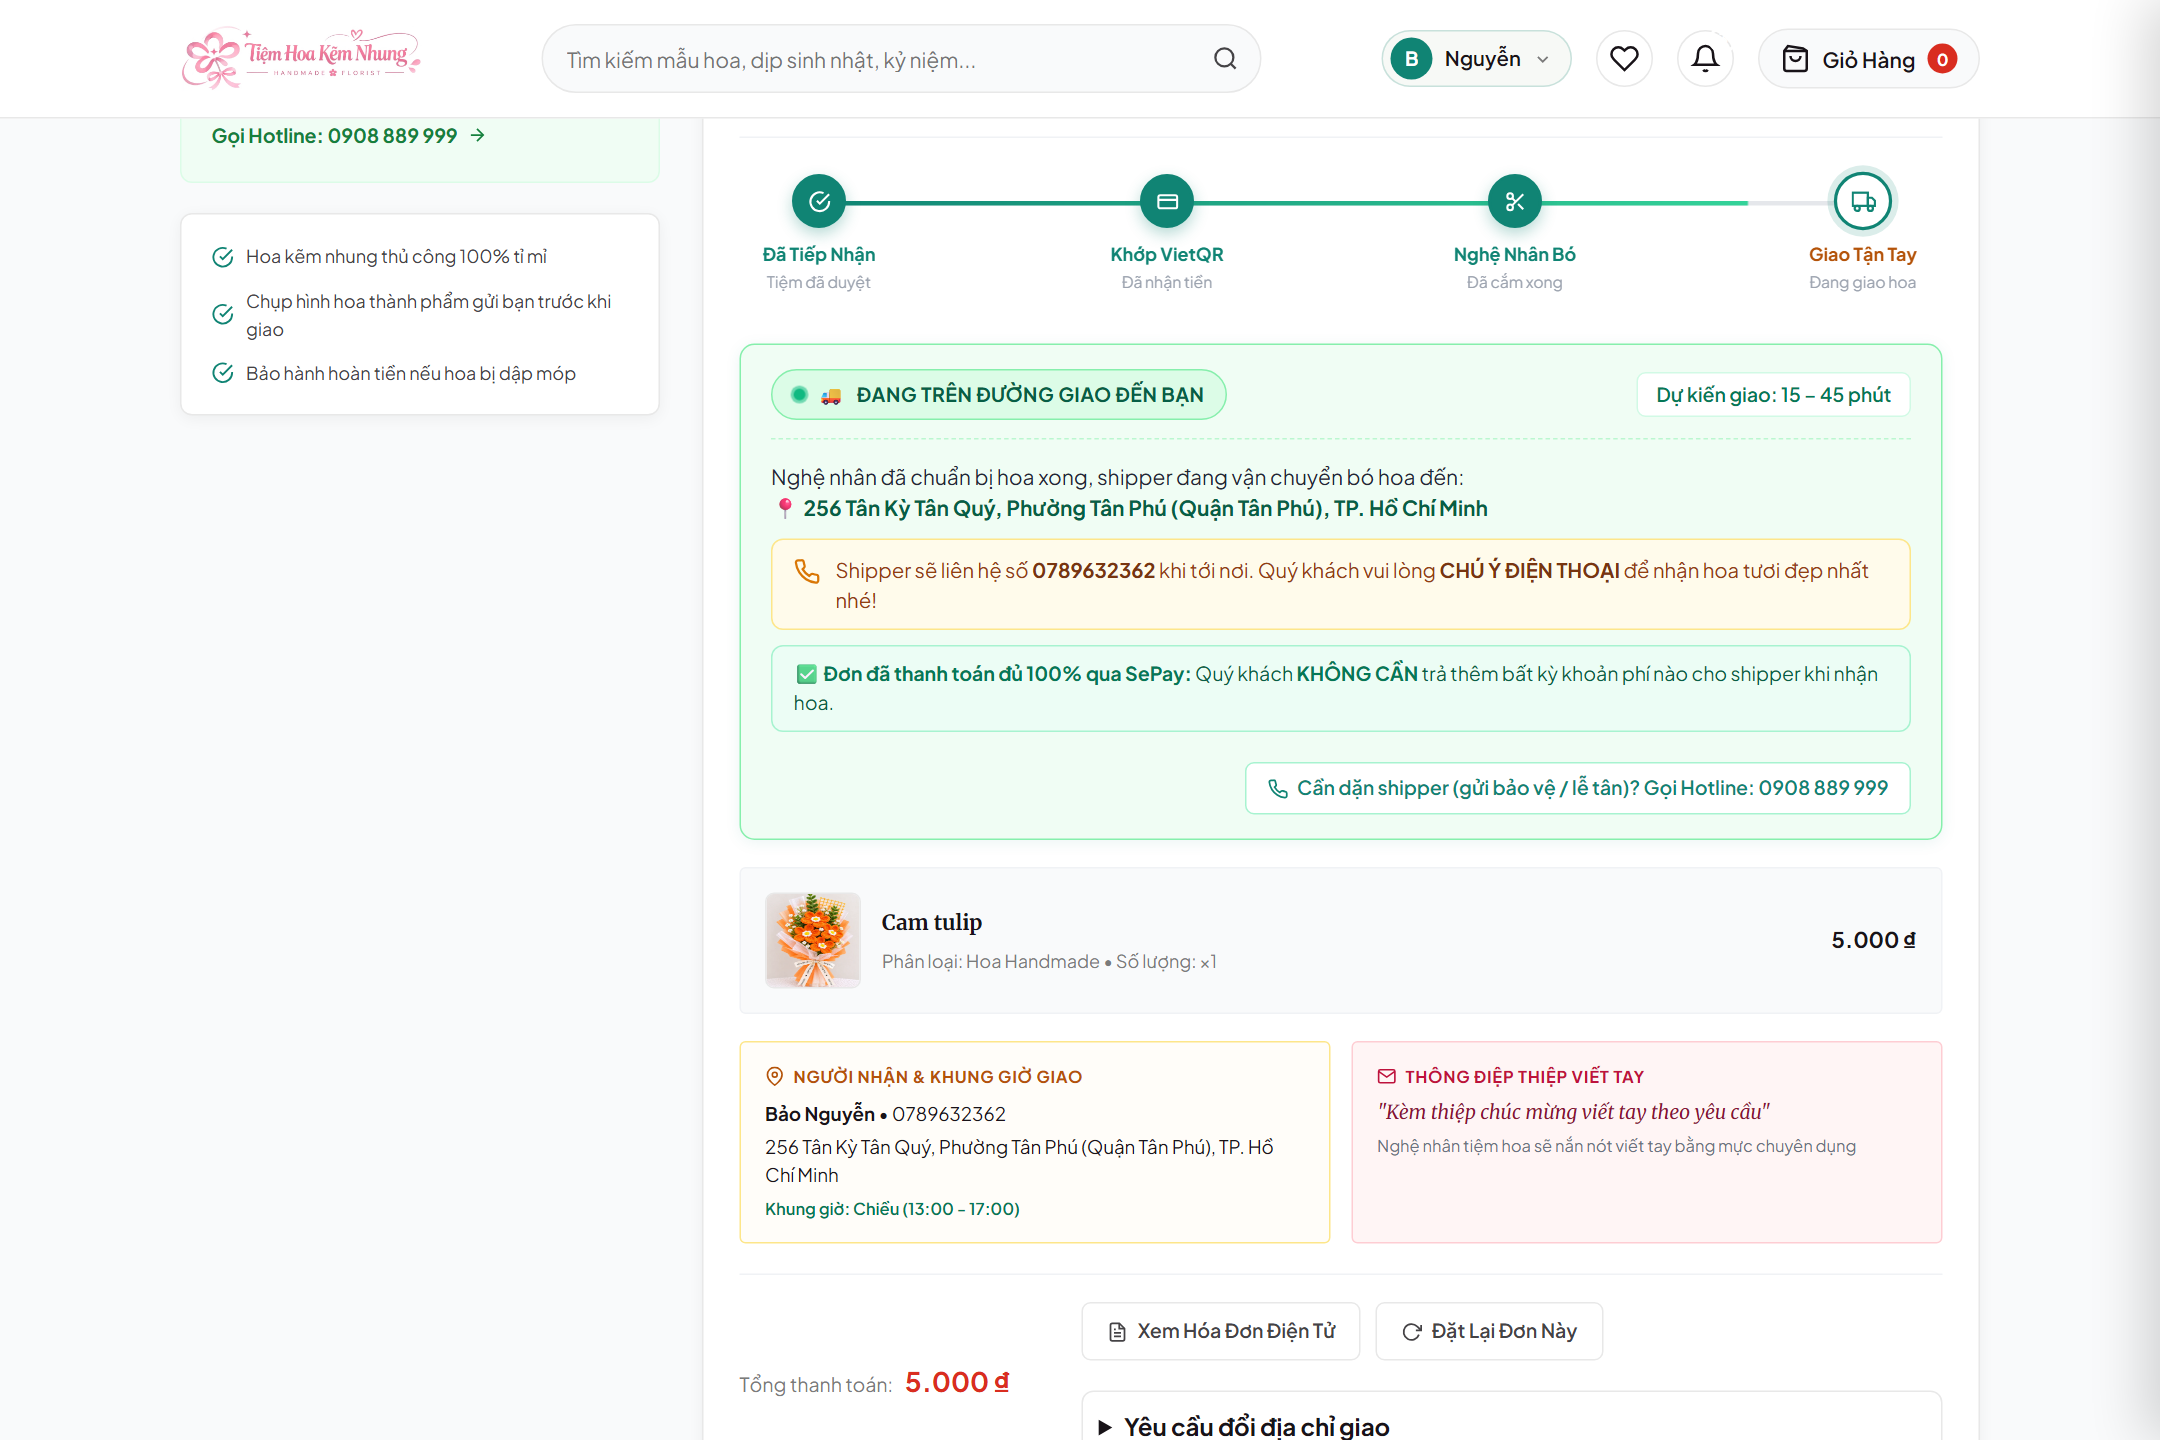 Tiệm Hoa Kẽm Nhung
HANDMADE FLORIST
Tìm kiếm mẫu hoa, dịp sinh nhật, kỷ niệm...
B Nguyễn
Giỏ Hàng 0
Gọi Hotline: 0908 889 999 →
Hoa kẽm nhung thủ công 100% tỉ mỉ
Chụp hình hoa thành phẩm gửi bạn trước khi
giao
Bảo hành hoàn tiền nếu hoa bị dập móp
Đã Tiếp Nhận
Tiệm đã duyệt
Khớp VietQR
Đã nhận tiền
Nghệ Nhân Bó
Đã cắm xong
Giao Tận Tay
Đang giao hoa
ĐANG TRÊN ĐƯỜNG GIAO ĐẾN BẠN
Dự kiến giao: 15 – 45 phút
Nghệ nhân đã chuẩn bị hoa xong, shipper đang vận chuyển bó hoa đến:
256 Tân Kỳ Tân Quý, Phường Tân Phú (Quận Tân Phú), TP. Hồ Chí Minh
Shipper sẽ liên hệ số 0789632362 khi tới nơi. Quý khách vui lòng CHÚ Ý ĐIỆN THOẠI để nhận hoa tươi đẹp nhất
nhé!
Đơn đã thanh toán đủ 100% qua SePay: Quý khách KHÔNG CẦN trả thêm bất kỳ khoản phí nào cho shipper khi nhận
hoa.
Cần dặn shipper (gửi bảo vệ / lễ tân)? Gọi Hotline: 0908 889 999
Cam tulip
Phân loại: Hoa Handmade • Số lượng: ×1
5.000 ₫
NGƯỜI NHẬN & KHUNG GIỜ GIAO
Bảo Nguyễn • 0789632362
256 Tân Kỳ Tân Quý, Phường Tân Phú (Quận Tân Phú), TP. Hồ
Chí Minh
Khung giờ: Chiều (13:00 - 17:00)
THÔNG ĐIỆP THIỆP VIẾT TAY
"Kèm thiệp chúc mừng viết tay theo yêu cầu"
Nghệ nhân tiệm hoa sẽ nắn nót viết tay bằng mực chuyên dụng
Xem Hóa Đơn Điện Tử
Đặt Lại Đơn Này
Tổng thanh toán: 5.000 ₫
Yêu cầu đổi địa chỉ giao